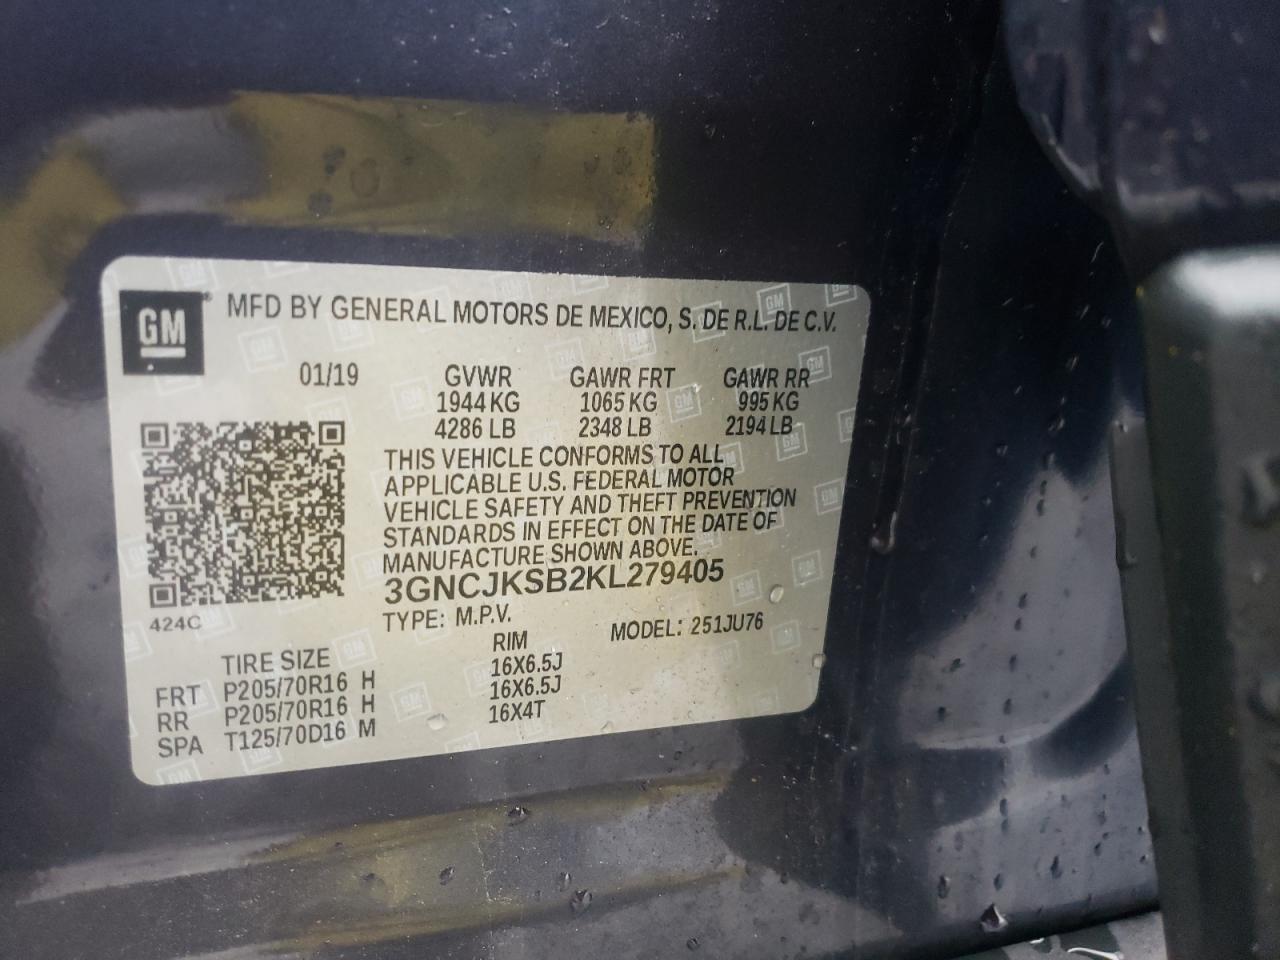 GM MFD BY GENERAL MOTORS DE MEXICO, S. DE R.L. DE C.V.
01/19 GVWR GAWR FRT GAWR RR
1944 KG 1065 KG 995 KG
4286 LB 2348 LB 2194 LB
THIS VEHICLE CONFORMS TO ALL
APPLICABLE U.S. FEDERAL MOTOR
VEHICLE SAFETY AND THEFT PREVENTION
STANDARDS IN EFFECT ON THE DATE OF
MANUFACTURE SHOWN ABOVE.
3GNCJKSB2KL279405
424C TYPE: M.P.V. MODEL: 251JU76
TIRE SIZE RIM
FRT P205/70R16 H 16X6.5J
RR P205/70R16 H 16X6.5J
SPA T125/70D16 M 16X4T